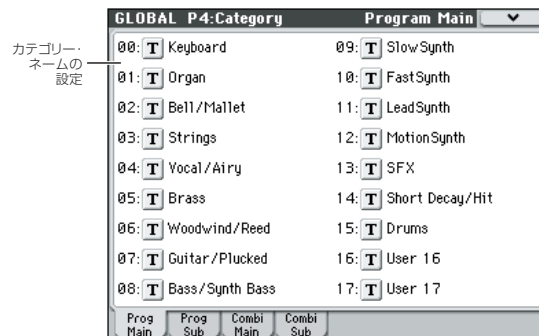 GLOBAL P4:Category Program Main
カテゴリー・
ネームの
設定
00: T Keyboard
01: T Organ
02: T Bell/Mallet
03: T Strings
04: T Vocal/Airy
05: T Brass
06: T Woodwind/Reed
07: T Guitar/Plucked
08: T Bass/Synth Bass
09: T SlowSynth
10: T FastSynth
11: T LeadSynth
12: T MotionSynth
13: T SFX
14: T Short Decay/Hit
15: T Drums
16: T User 16
17: T User 17
Prog Main
Prog Sub
Combi Main
Combi Sub